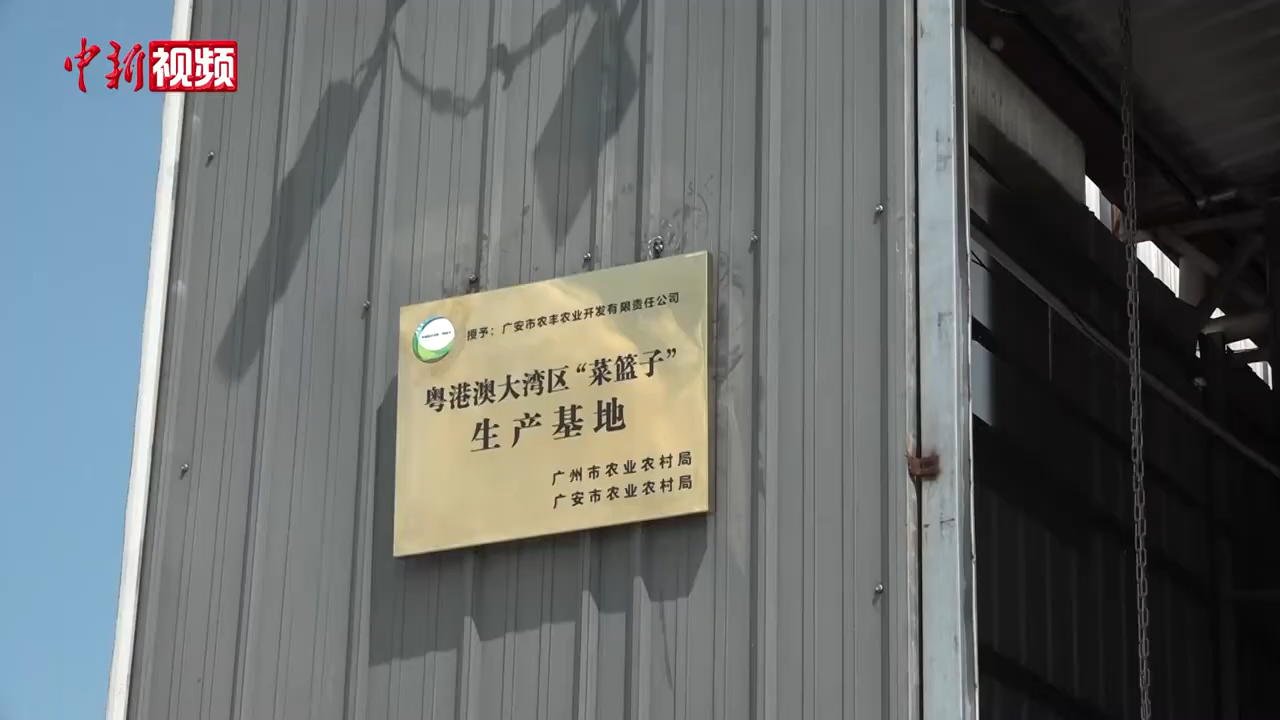 中新视频
授予：广安市农丰农业开发有限责任公司
粤港澳大湾区“菜篮子”
生产基地
广州市农业农村局
广安市农业农村局